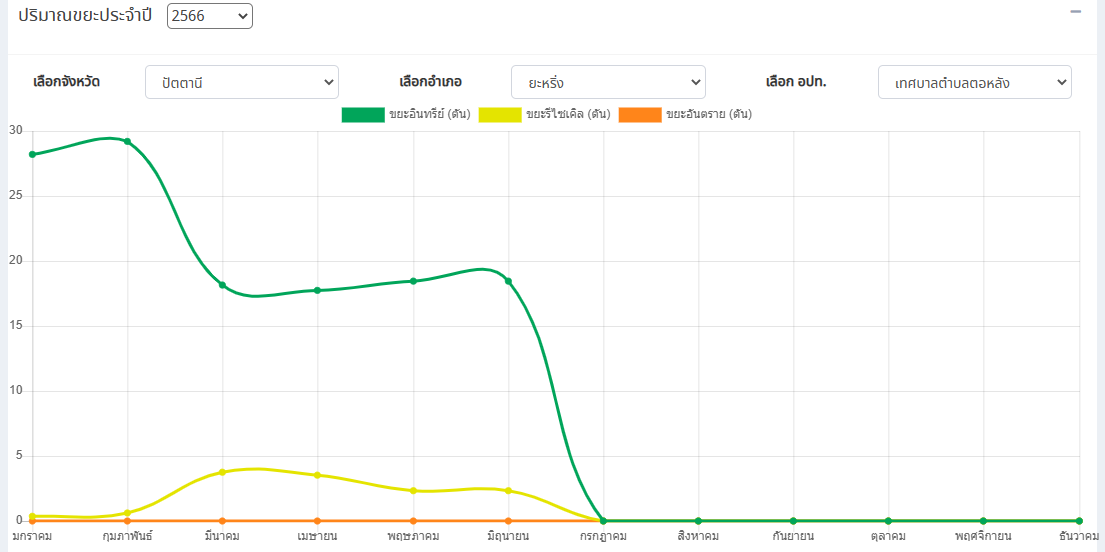 ปริมาณขยะประจำปี 2566
เลือกจังหวัด ปัตตานี เลือกอำเภอ ยะหริ่ง เลือก อปท. เทศบาลตำบลตอหลัง
ขยะอินทรีย์ (ตัน) ขยะรีไซเคิล (ตัน) ขยะอันตราย (ตัน)
30
25
20
15
10
5
0
มกราคม กุมภาพันธ์ มีนาคม เมษายน พฤษภาคม มิถุนายน กรกฎาคม สิงหาคม กันยายน ตุลาคม พฤศจิกายน ธันวาคม